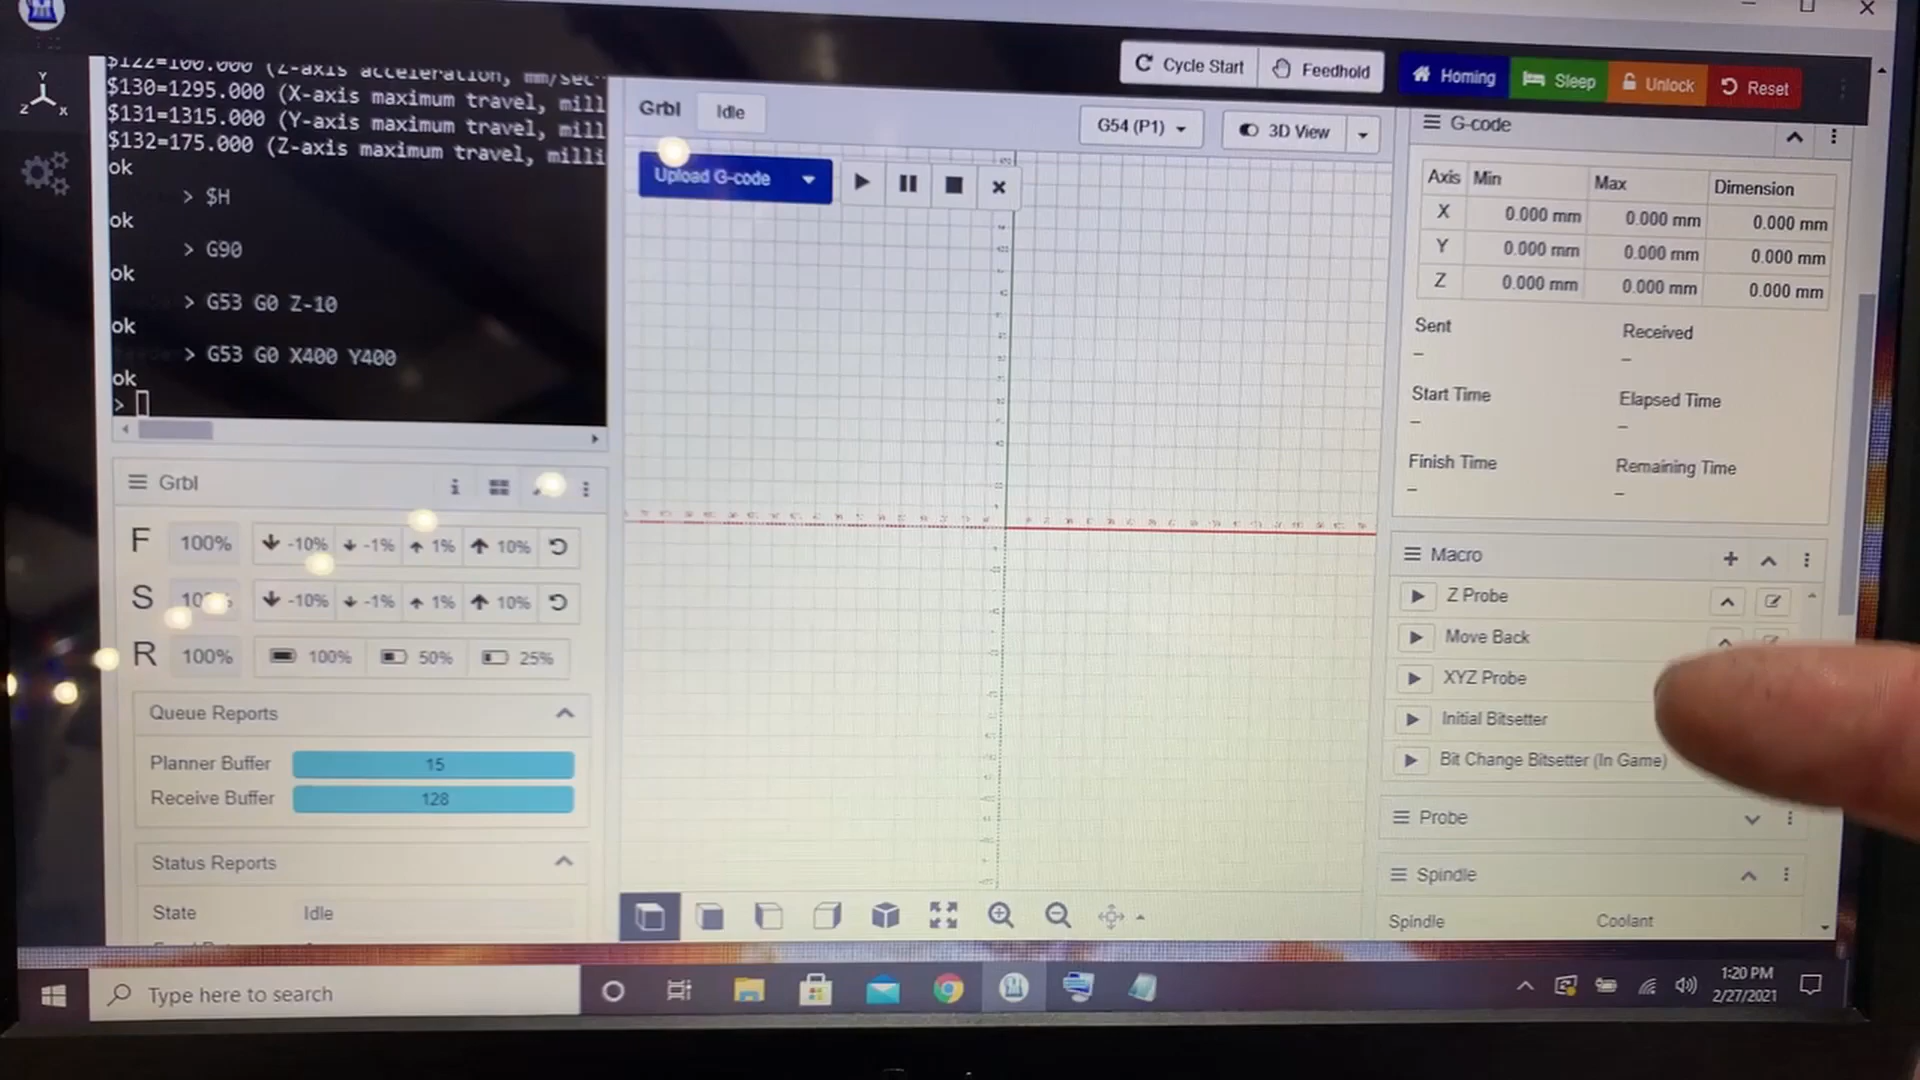 $122=100.000 (Z-axis acceleration, mm/sec
$130=1295.000 (X-axis maximum travel, mill
$131=1315.000 (Y-axis maximum travel, mill
$132=175.000 (Z-axis maximum travel, milli
ok
> $H
ok
> G90
ok
> G53 G0 Z-10
ok
> G53 G0 X400 Y400
ok
>
Y
Z X
Cycle Start
Feedhold
Homing
Sleep
Unlock
Reset
Grbl
Idle
G54 (P1)
3D View
Upload G-code
G-code
Axis Min Max Dimension
X 0.000 mm 0.000 mm 0.000 mm
Y 0.000 mm 0.000 mm 0.000 mm
Z 0.000 mm 0.000 mm 0.000 mm
Sent Received
– –
Start Time Elapsed Time
– –
Finish Time Remaining Time
– –
Macro
Z Probe
Move Back
XYZ Probe
Initial Bitsetter
Bit Change Bitsetter (In Game)
Probe
Spindle
Spindle Coolant
Grbl
F 100% -10% -1% 1% 10%
S -10% -1% 1% 10%
R 100% 100% 50% 25%
Queue Reports
Planner Buffer 15
Receive Buffer 128
Status Reports
State Idle
Type here to search
1:20 PM
2/27/2021